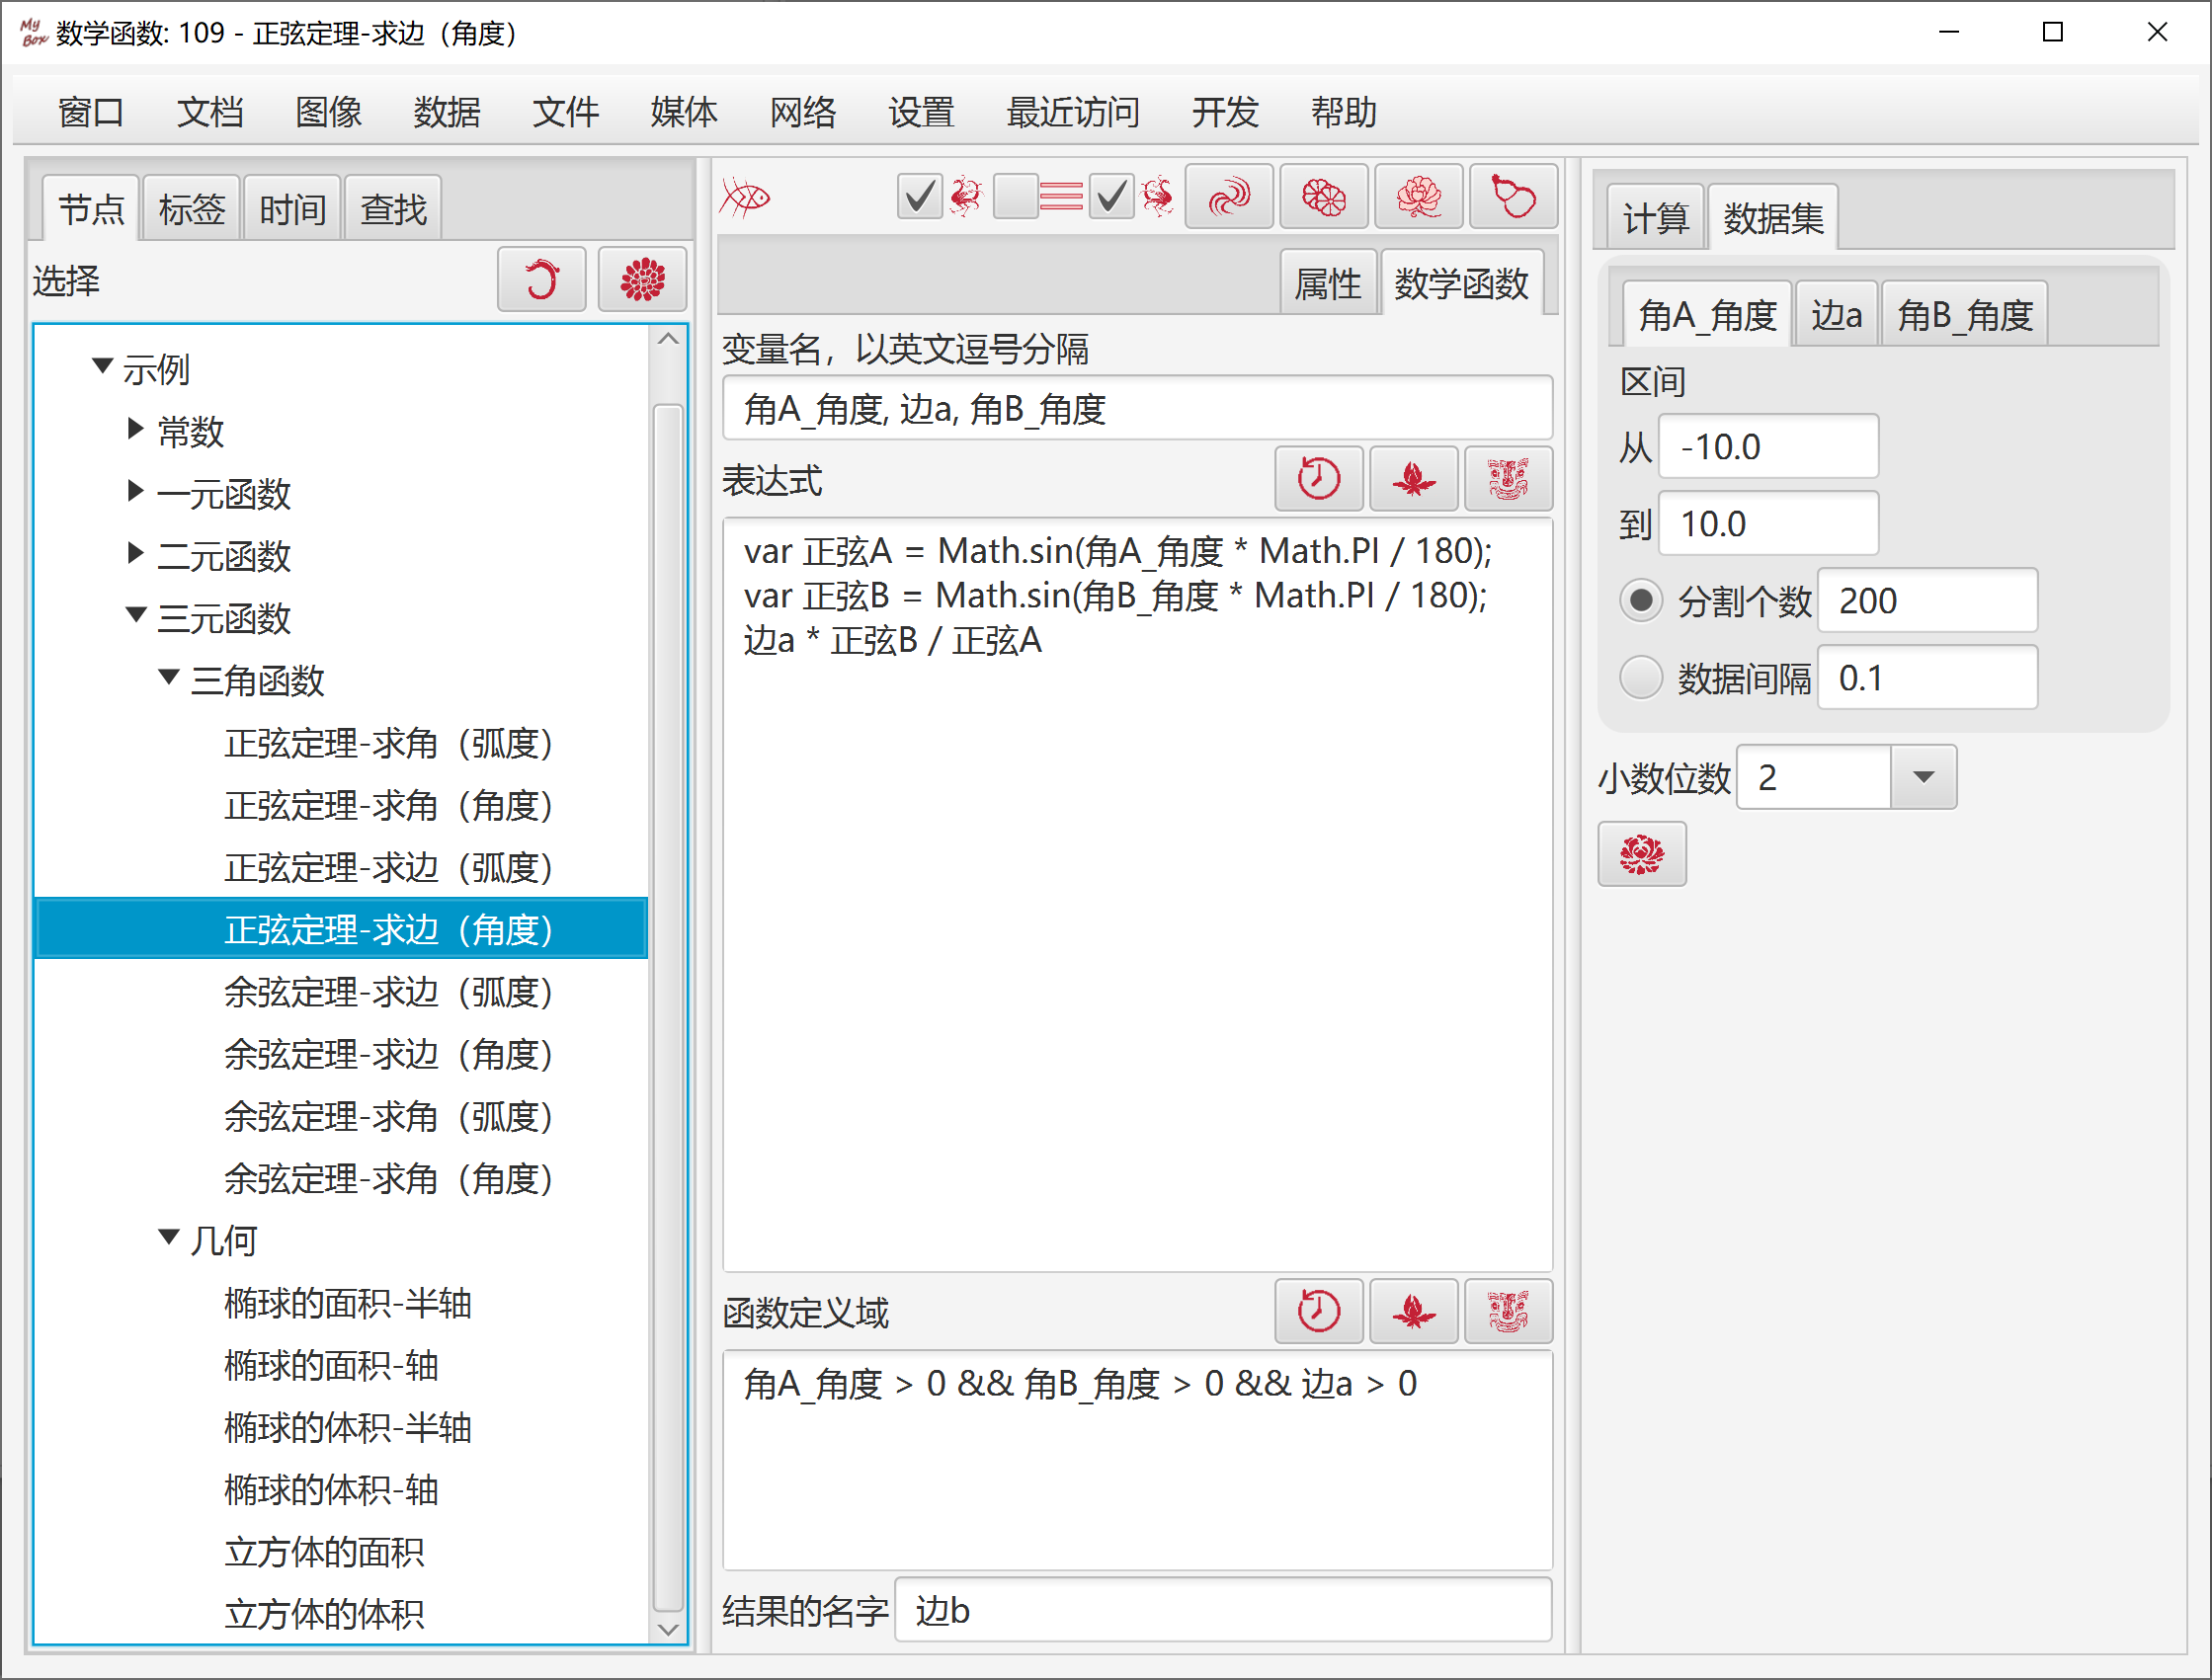 My Box 数学函数: 109 - 正弦定理-求边（角度）
窗口 文档 图像 数据 文件 媒体 网络 设置 最近访问 开发 帮助
节点 标签 时间 查找
选择
示例
常数
一元函数
二元函数
三元函数
三角函数
正弦定理-求角（弧度）
正弦定理-求角（角度）
正弦定理-求边（弧度）
正弦定理-求边（角度）
余弦定理-求边（弧度）
余弦定理-求边（角度）
余弦定理-求角（弧度）
余弦定理-求角（角度）
几何
椭球的面积-半轴
椭球的面积-轴
椭球的体积-半轴
椭球的体积-轴
立方体的面积
立方体的体积
属性 数学函数
变量名，以英文逗号分隔
角A_角度, 边a, 角B_角度
表达式
var 正弦A = Math.sin(角A_角度 * Math.PI / 180);
var 正弦B = Math.sin(角B_角度 * Math.PI / 180);
边a * 正弦B / 正弦A
函数定义域
角A_角度 > 0 && 角B_角度 > 0 && 边a > 0
结果的名字 边b
计算 数据集
角A_角度 边a 角B_角度
区间
从 -10.0
到 10.0
分割个数 200
数据间隔 0.1
小数位数 2